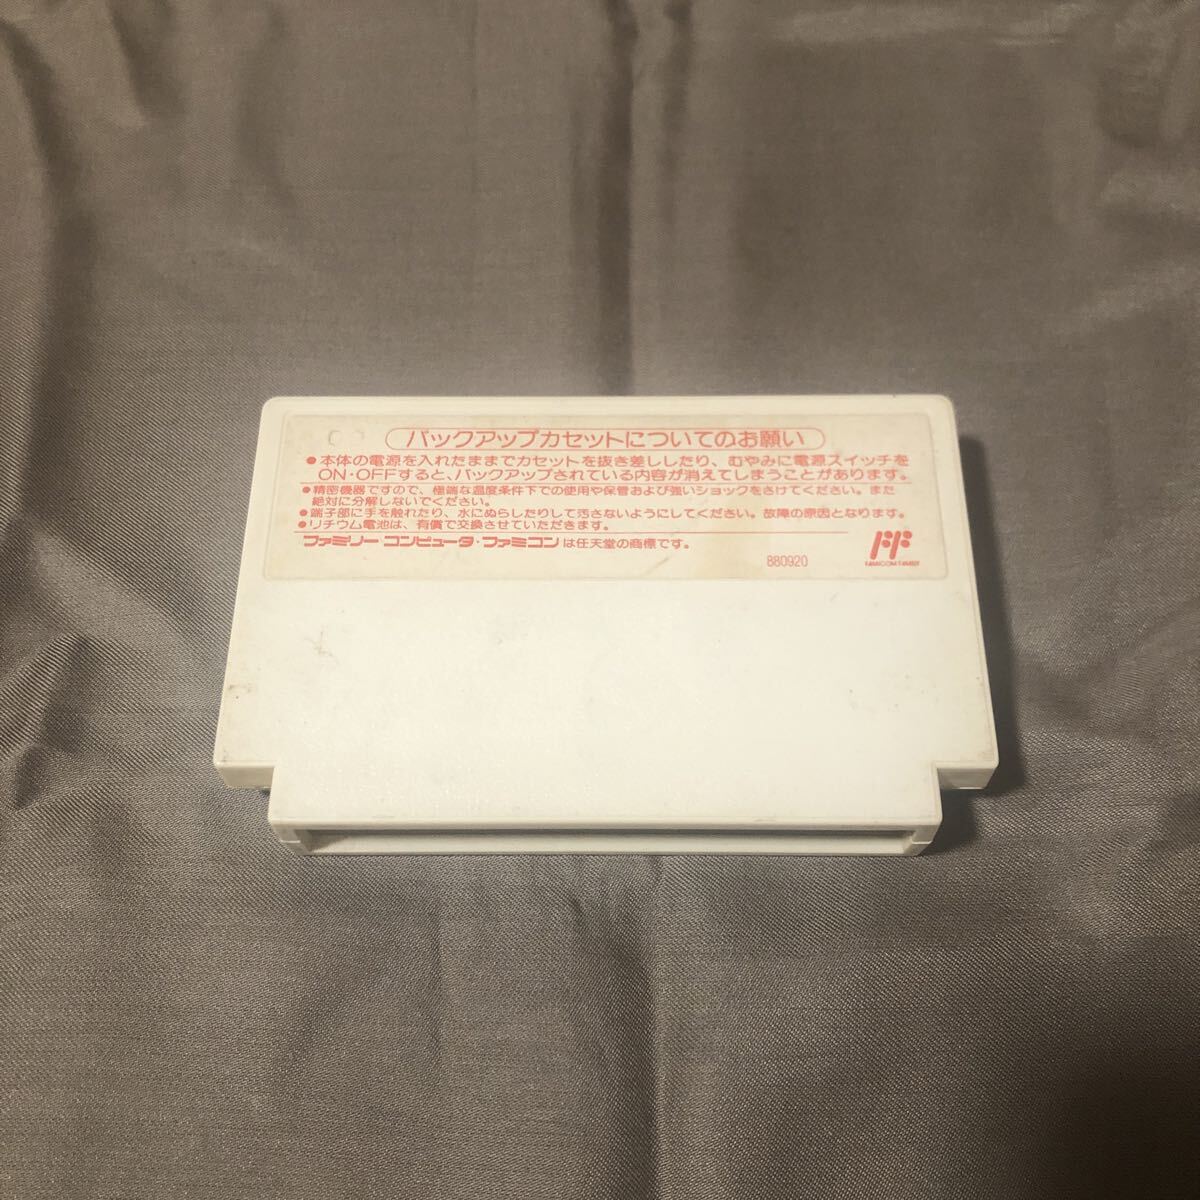 バックアップカセットについてのお願い
●本体の電源を入れたままでカセットを抜き差ししたり、むやみに電源スイッチを
ON・OFFすると、バックアップされている内容が消えてしまうことがあります。
●精密機器ですので、極端な温度条件下での使用や保管および強いショックをさけてください。また
絶対に分解しないでください。
●端子部に手を触れたり、水にぬらしたりして汚さないようにしてください。故障の原因となります。
●リチウム電池は、有償で交換させていただきます。
ファミリーコンピュータ・ファミコンは任天堂の商標です。
880920
FAMICOM FAMILY